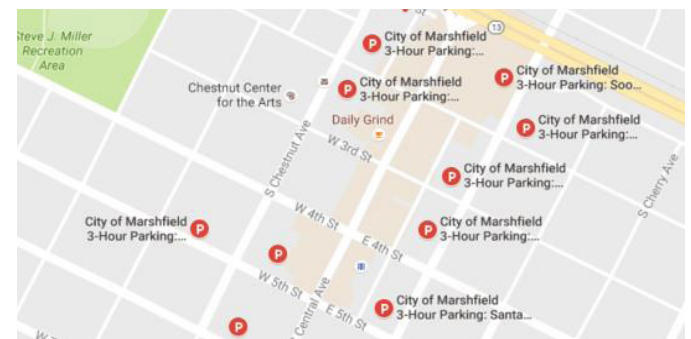 Steve J. Miller
Recreation
Area
13
City of Marshfield
3-Hour Parking:...
City of Marshfield
3-Hour Parking: Soo...
City of Marshfield
3-Hour Parking:...
Chestnut Center
for the Arts
Daily Grind
City of Marshfield
3-Hour Parking:...
W 3rd St
S Chestnut Ave
City of Marshfield
3-Hour Parking:...
S Cherry Ave
City of Marshfield
3-Hour Parking:...
W 4th St
City of Marshfield
3-Hour Parking:...
E 4th St
W 5th St
S Central Ave
E 5th St
City of Marshfield
3-Hour Parking: Santa...
P
P
P
P
P
P
P
P
P
P